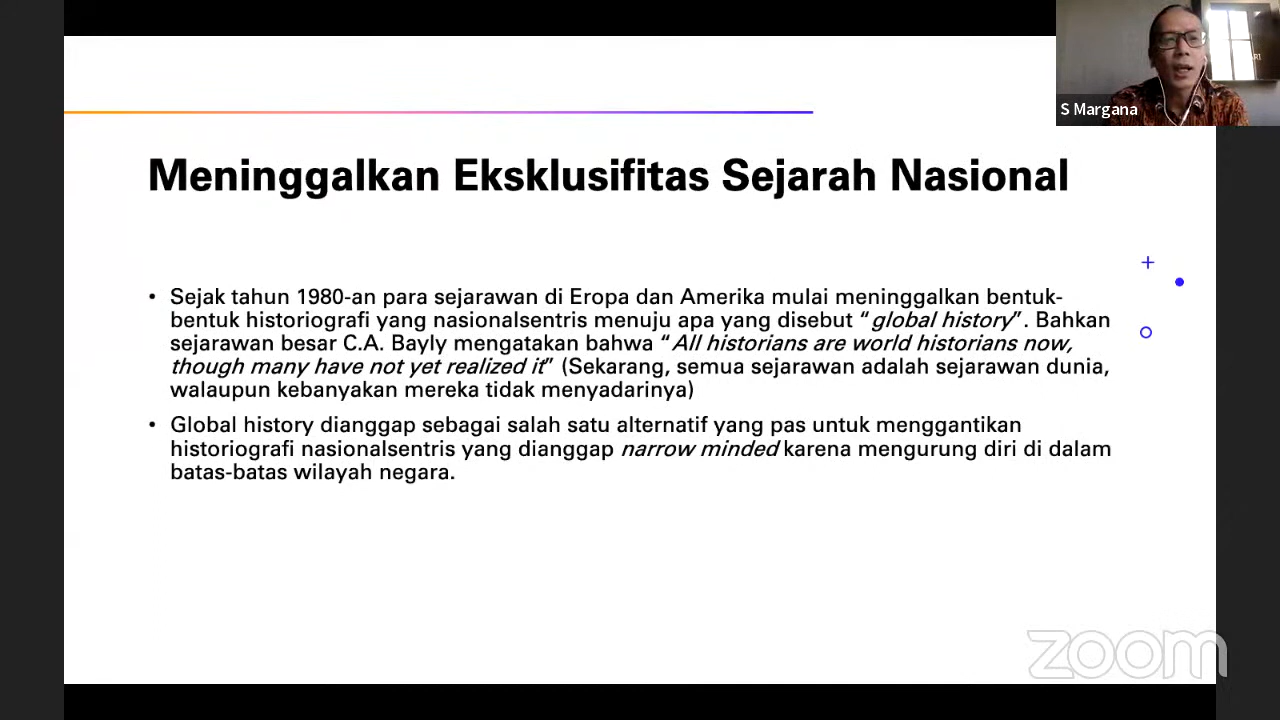 S Margana
Meninggalkan Eksklusifitas Sejarah Nasional
• Sejak tahun 1980-an para sejarawan di Eropa dan Amerika mulai meninggalkan bentuk-
bentuk historiografi yang nasionalsentris menuju apa yang disebut “global history”. Bahkan
sejarawan besar C.A. Bayly mengatakan bahwa “All historians are world historians now,
though many have not yet realized it” (Sekarang, semua sejarawan adalah sejarawan dunia,
walaupun kebanyakan mereka tidak menyadarinya)
• Global history dianggap sebagai salah satu alternatif yang pas untuk menggantikan
historiografi nasionalsentris yang dianggap narrow minded karena mengurung diri di dalam
batas-batas wilayah negara.
zoom